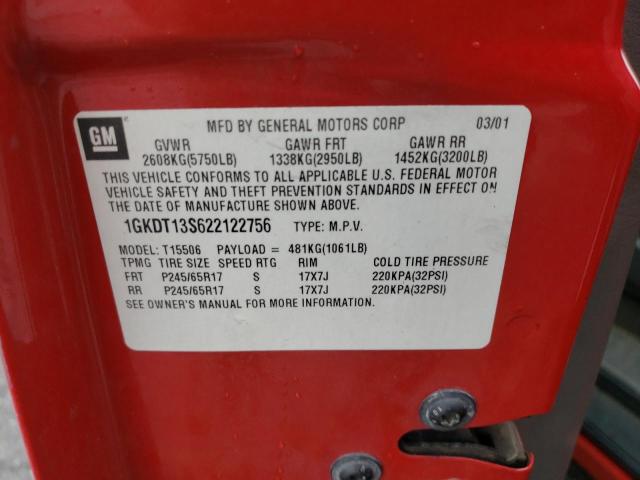 GM
MFD BY GENERAL MOTORS CORP 03/01
GVWR GAWR FRT GAWR RR
2608KG(5750LB) 1338KG(2950LB) 1452KG(3200LB)
THIS VEHICLE CONFORMS TO ALL APPLICABLE U.S. FEDERAL MOTOR
VEHICLE SAFETY AND THEFT PREVENTION STANDARDS IN EFFECT ON
THE DATE OF MANUFACTURE SHOWN ABOVE.
1GKDT13S622122756 TYPE: M.P.V.
MODEL: T15506 PAYLOAD = 481KG(1061LB)
TPMG TIRE SIZE SPEED RTG RIM COLD TIRE PRESSURE
FRT P245/65R17 S 17X7J 220KPA(32PSI)
RR P245/65R17 S 17X7J 220KPA(32PSI)
SEE OWNER'S MANUAL FOR MORE INFORMATION.